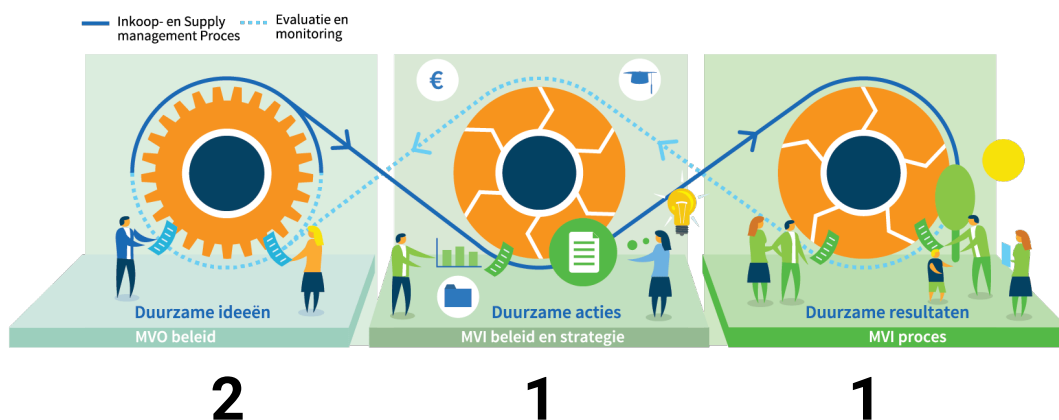 Inkoop- en Supply
management Proces
Evaluatie en
monitoring
€
Duurzame ideeën
MVO beleid
Duurzame acties
MVI beleid en strategie
Duurzame resultaten
MVI proces
2
1
1